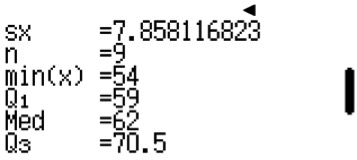 sx =7.858116823
n =9
min(x) =54
Q₁ =59
Med =62
Q₃ =70.5